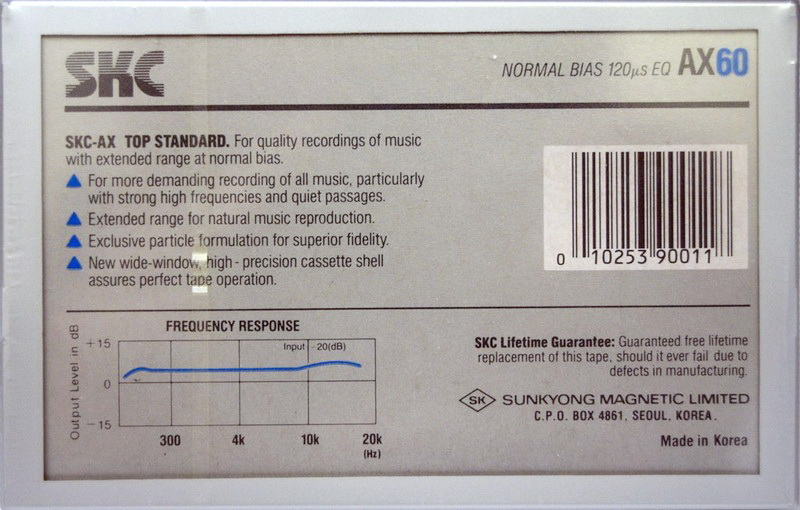 SKC
NORMAL BIAS 120µs EQ AX60
SKC-AX TOP STANDARD. For quality recordings of music
with extended range at normal bias.
▲ For more demanding recording of all music, particularly
with strong high frequencies and quiet passages.
▲ Extended range for natural music reproduction.
▲ Exclusive particle formulation for superior fidelity.
▲ New wide-window, high - precision cassette shell
assures perfect tape operation.
0 10253 90011
FREQUENCY RESPONSE
Output Level in dB
+15
0
-15
Input -20(dB)
300 4k 10k 20k
(Hz)
SKC Lifetime Guarantee: Guaranteed free lifetime
replacement of this tape, should it ever fail due to
defects in manufacturing.
SK SUNKYONG MAGNETIC LIMITED
C.P.O. BOX 4861, SEOUL, KOREA.
Made in Korea